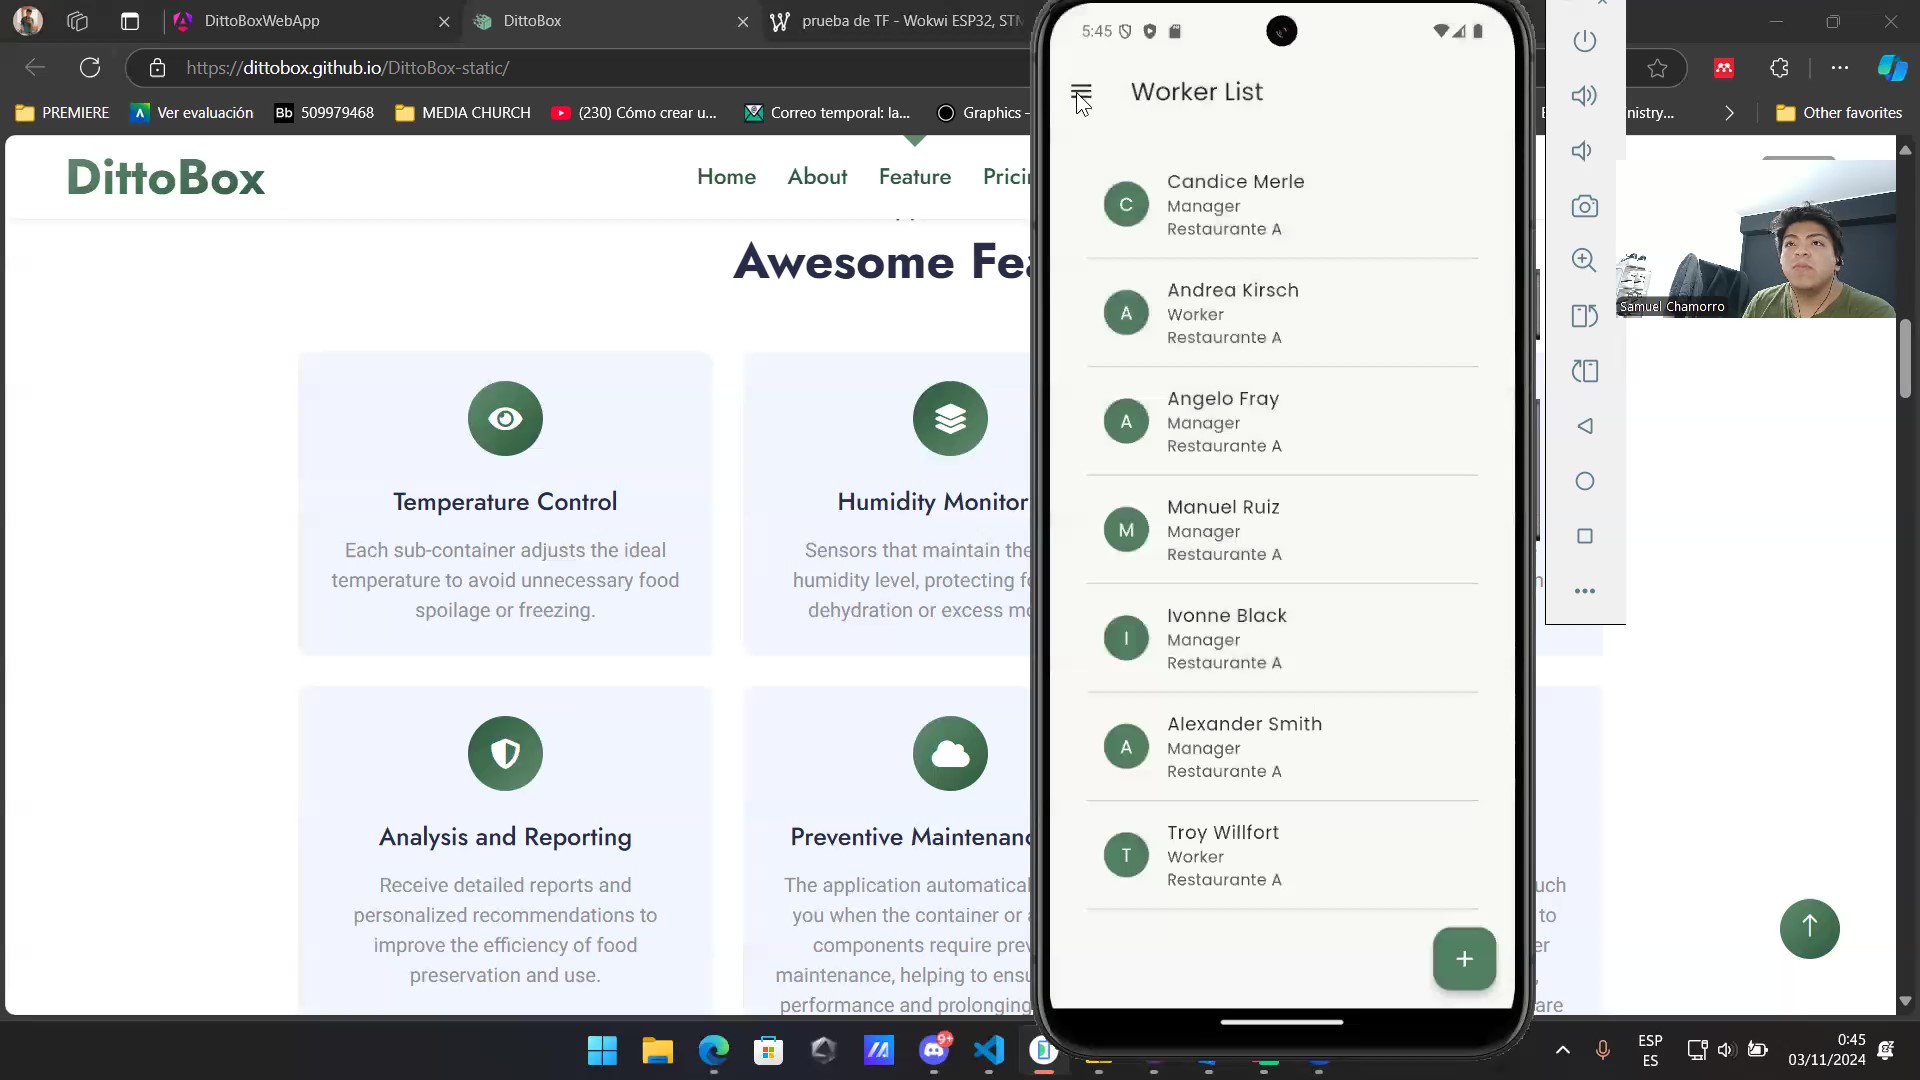 DittoBoxWebApp
DittoBox
prueba de TF - Wokwi ESP32, STM
https://dittobox.github.io/DittoBox-static/
PREMIERE
Ver evaluación
Bb 509979468
MEDIA CHURCH
(230) Cómo crear u...
Correo temporal: la...
Graphics -
nistry...
Other favorites
DittoBox
Home
About
Feature
Awesome
Temperature Control
Each sub-container adjusts the ideal
temperature to avoid unnecessary food
spoilage or freezing.
Humidity Monitor
Sensors that maintain the
humidity level, protecting
dehydration or excess
Analysis and Reporting
Receive detailed reports and
personalized recommendations to
improve the efficiency of food
preservation and use.
Preventive
The application
you when the container or
components require
maintenance, helping to
performance and
uch
to
er
are
5:45
Worker List
C
Candice Merle
Manager
Restaurante A
A
Andrea Kirsch
Worker
Restaurante A
A
Angelo Fray
Manager
Restaurante A
M
Manuel Ruiz
Manager
Restaurante A
I
Ivonne Black
Manager
Restaurante A
A
Alexander Smith
Manager
Restaurante A
T
Troy Willfort
Worker
Restaurante A
+
Samuel Chamorro
9+
ESP
ES
0:45
03/11/2024